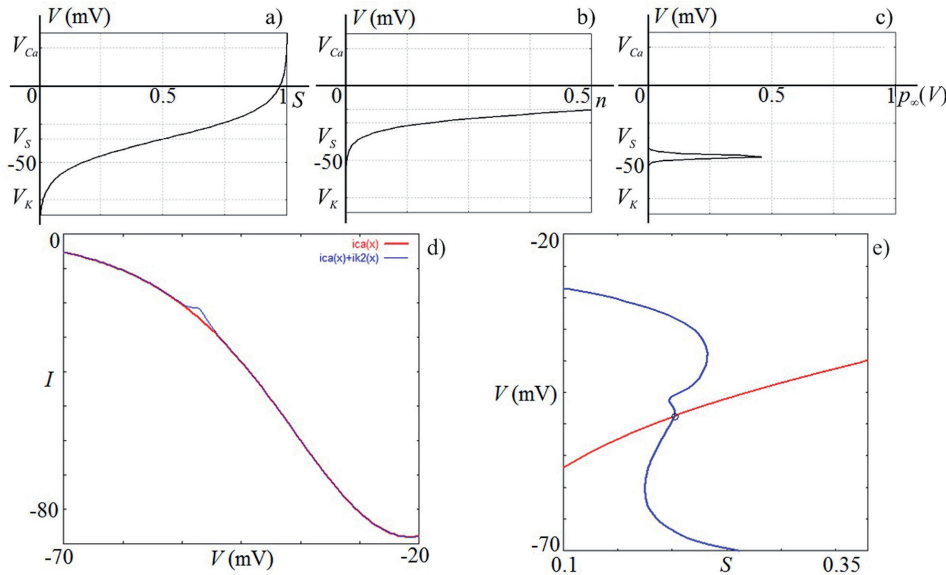 V (mV) a)
V_Ca
0 0.5 1 S
V_S
-50
V_K
V (mV) b)
V_Ca
0 0.5 n
V_S
-50
V_K
V (mV) c)
V_Ca
0 0.5 1 p_∞(V)
V_S
-50
V_K
0 d)
ica(x)
ica(x)+ik2(x)
I
-80
-70 V (mV) -20
-20 e)
V (mV)
-70
0.1 S 0.35